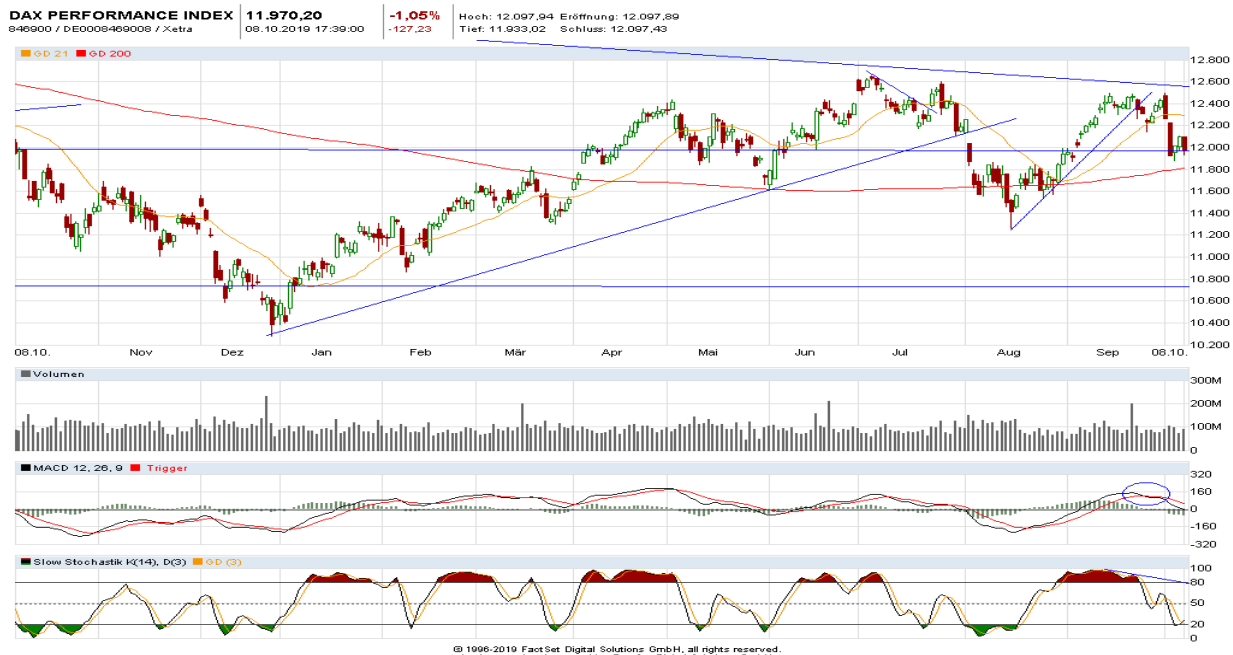 DAX PERFORMANCE INDEX 11.970,20 -1,05% Hoch: 12.097,94 Eröffnung: 12.097,89
846900 / DE0008469008 / Xetra 08.10.2019 17:39:00 -127,23 Tief: 11.933,02 Schluss: 12.097,43
GD 21 GD 200
12.800
12.600
12.400
12.200
12.000
11.800
11.600
11.400
11.200
11.000
10.800
10.600
10.400
10.200
08.10. Nov Dez Jan Feb Mär Apr Mai Jun Jul Aug Sep 08.10.
Volumen
300M
200M
100M
0
MACD 12, 26, 9 Trigger
320
160
0
-160
-320
Slow Stochastik K(14), D(3) GD (3)
100
80
50
20
0
© 1996-2019 FactSet Digital Solutions GmbH, all rights reserved.